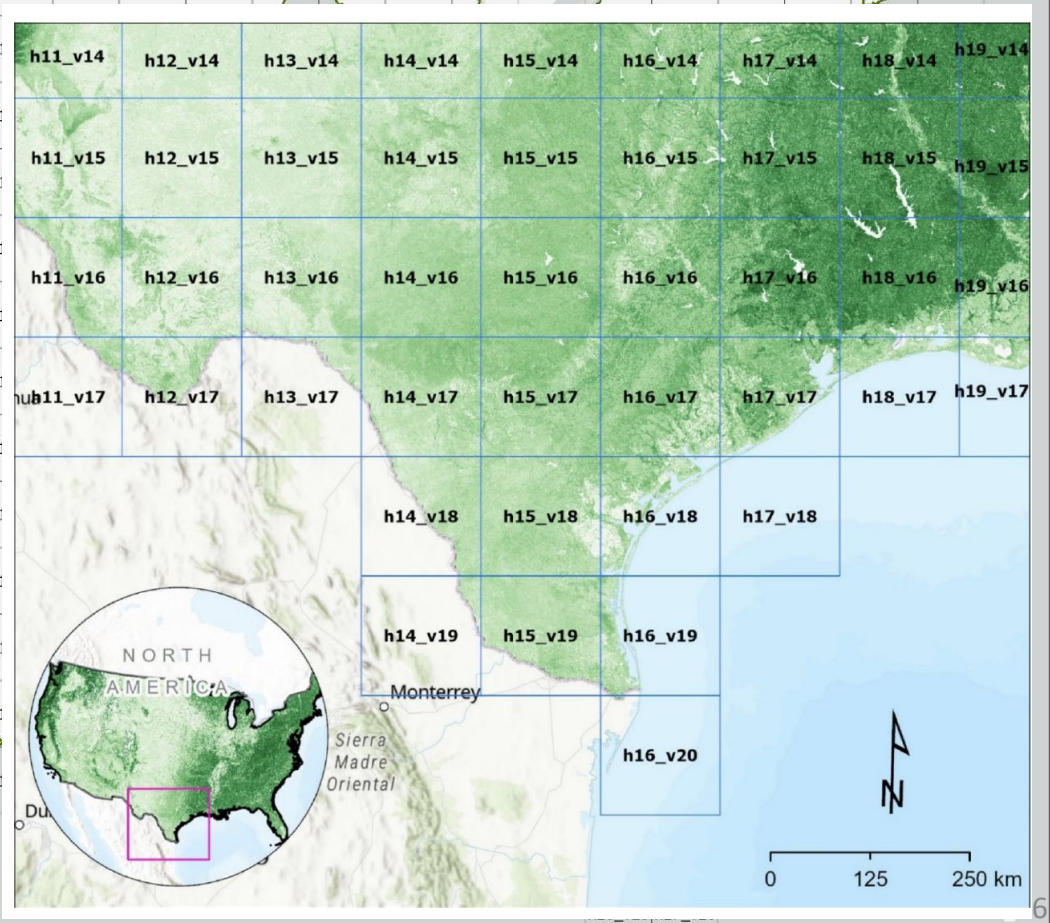 h11_v14 h12_v14 h13_v14 h14_v14 h15_v14 h16_v14 h17_v14 h18_v14 h19_v14
h11_v15 h12_v15 h13_v15 h14_v15 h15_v15 h16_v15 h17_v15 h18_v15 h19_v15
h11_v16 h12_v16 h13_v16 h14_v16 h15_v16 h16_v16 h17_v16 h18_v16 h19_v16
h11_v17 h12_v17 h13_v17 h14_v17 h15_v17 h16_v17 h17_v17 h18_v17 h19_v17
h14_v18 h15_v18 h16_v18 h17_v18
h14_v19 h15_v19 h16_v19
NORTH
AMERICA
Monterrey
Sierra
Madre
Oriental
h16_v20
Du
N
0 125 250 km
6